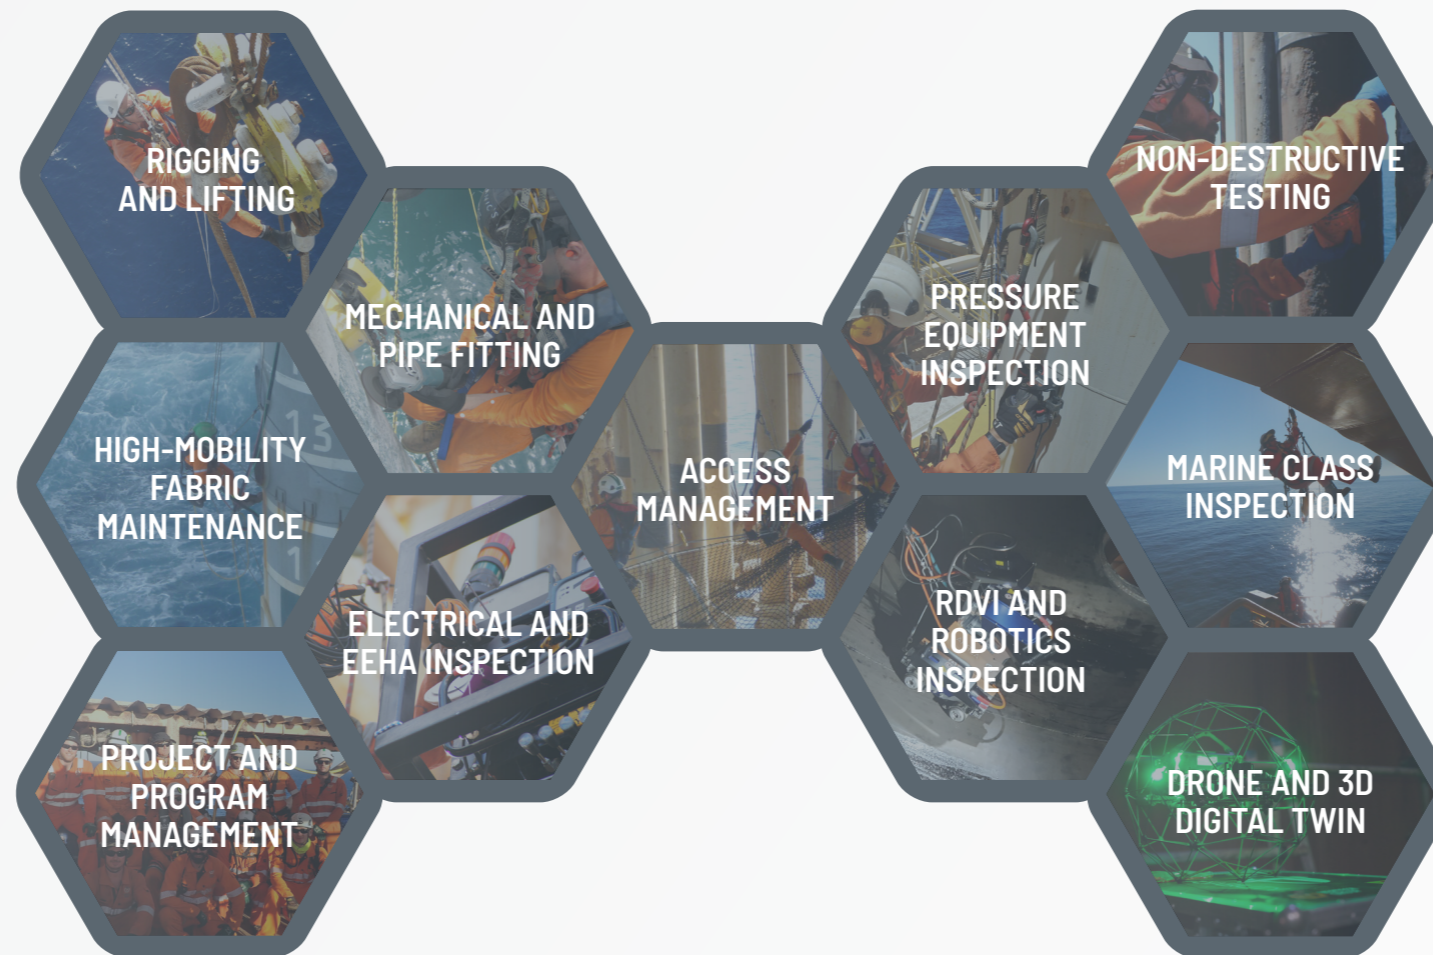 RIGGING
AND LIFTING
NON-DESTRUCTIVE
TESTING
MECHANICAL AND
PIPE FITTING
PRESSURE
EQUIPMENT
INSPECTION
HIGH-MOBILITY
FABRIC
MAINTENANCE
13
1
ACCESS
MANAGEMENT
MARINE CLASS
INSPECTION
ELECTRICAL AND
EEHA INSPECTION
RDVI AND
ROBOTICS
INSPECTION
PROJECT AND
PROGRAM
MANAGEMENT
DRONE AND 3D
DIGITAL TWIN